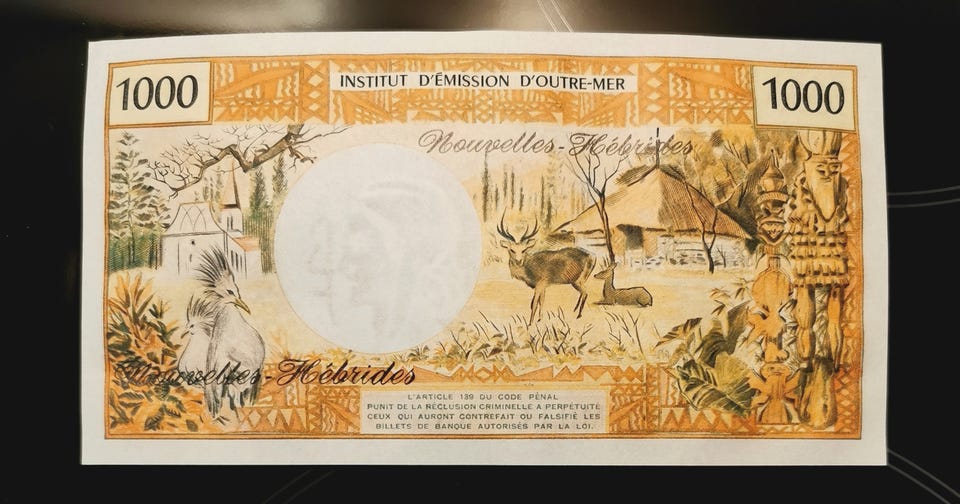 1000
INSTITUT D'ÉMISSION D'OUTRE-MER
1000
Nouvelles-Hébrides
Nouvelles-Hébrides
L'ARTICLE 139 DU CODE PÉNAL
PUNIT DE LA RÉCLUSION CRIMINELLE A PERPÉTUITÉ
CEUX QUI AURONT CONTREFAIT OU FALSIFIÉ LES
BILLETS DE BANQUE AUTORISÉS PAR LA LOI.